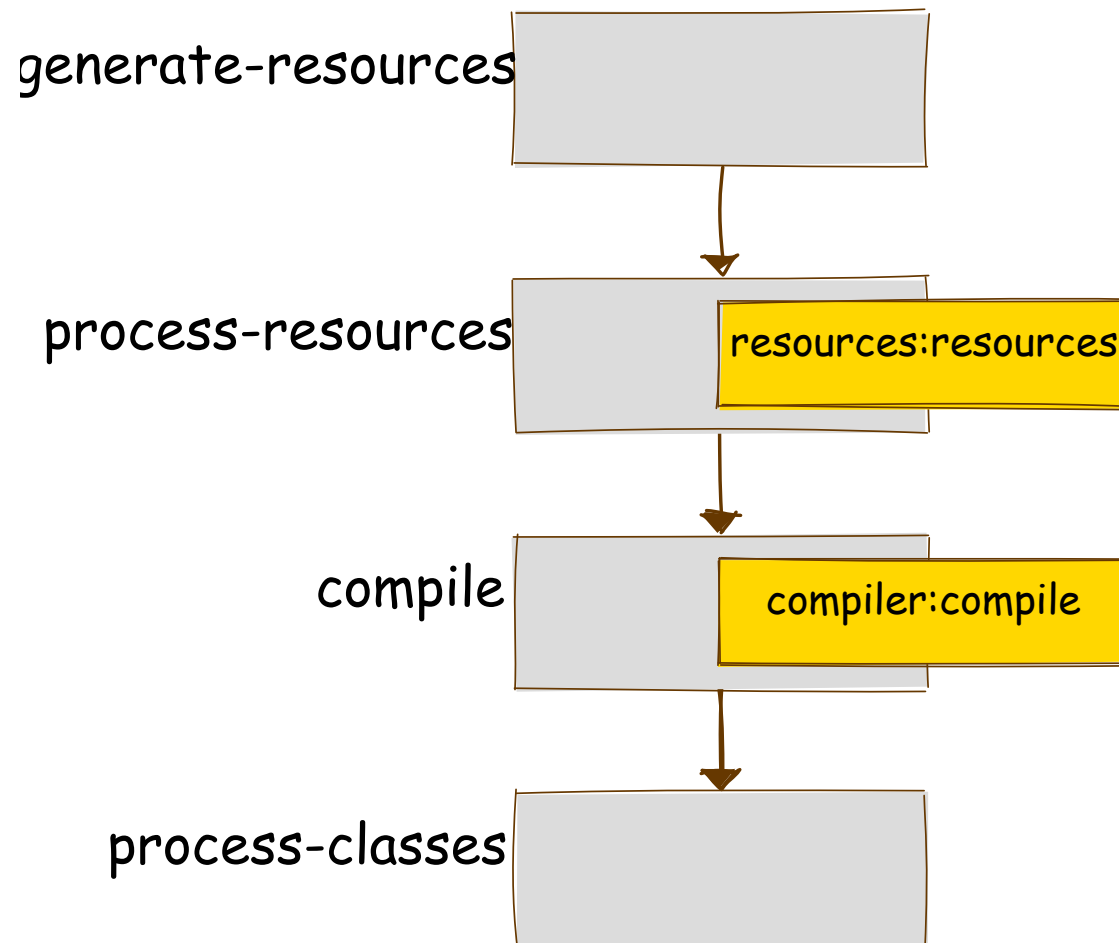 generate-resources
process-resources
resources:resources
compile
compiler:compile
process-classes